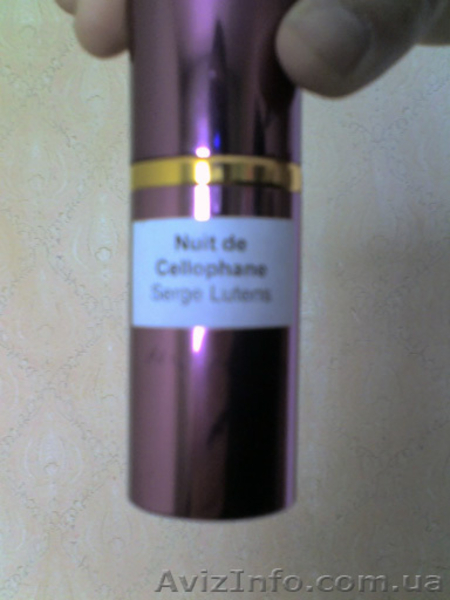 Nuit de
Cellophane
Serge Lutens
AvizInfo.com.ua